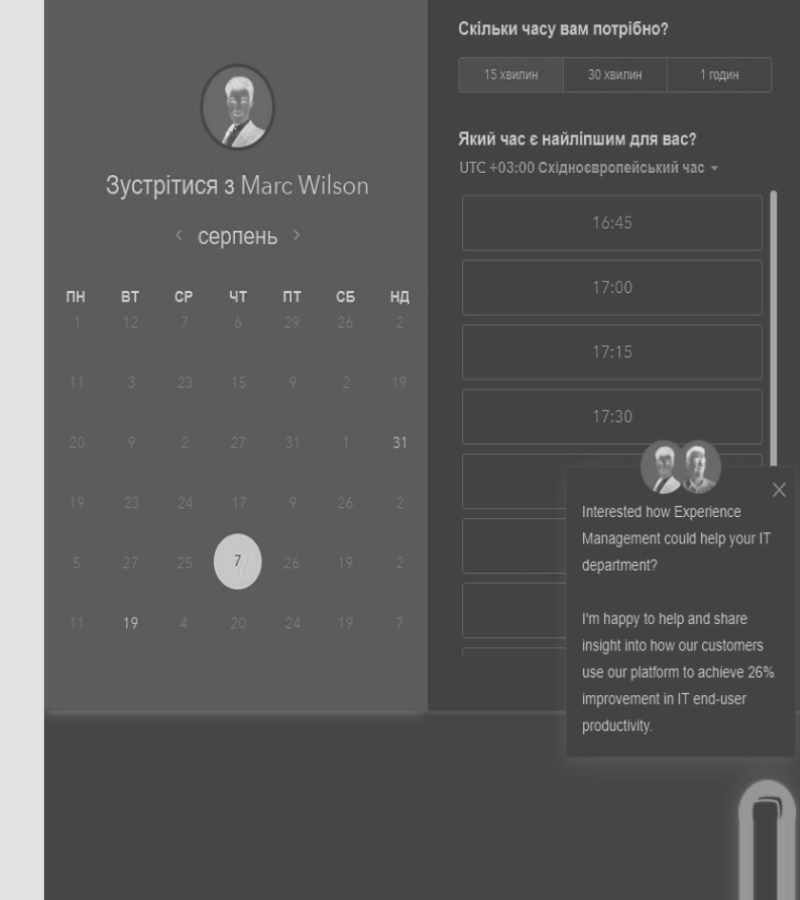 Зустрітися з Marc Wilson
серпень
ПН ВТ СР ЧТ ПТ СБ НД
1 12 7 6 29 26 2
11 3 23 15 9 2 19
20 9 2 27 31 1 31
19 23 24 17 9 26 2
5 27 25 7 26 19 2
11 19 4 20 24 19 7
Скільки часу вам потрібно?
15 хвилин 30 хвилин 1 годин
Який час є найліпшим для вас?
UTC +03:00 Східноєвропейський час
16:45
17:00
17:15
17:30
Interested how Experience
Management could help your IT
department?
I'm happy to help and share
insight into how our customers
use our platform to achieve 26%
improvement in IT end-user
productivity.